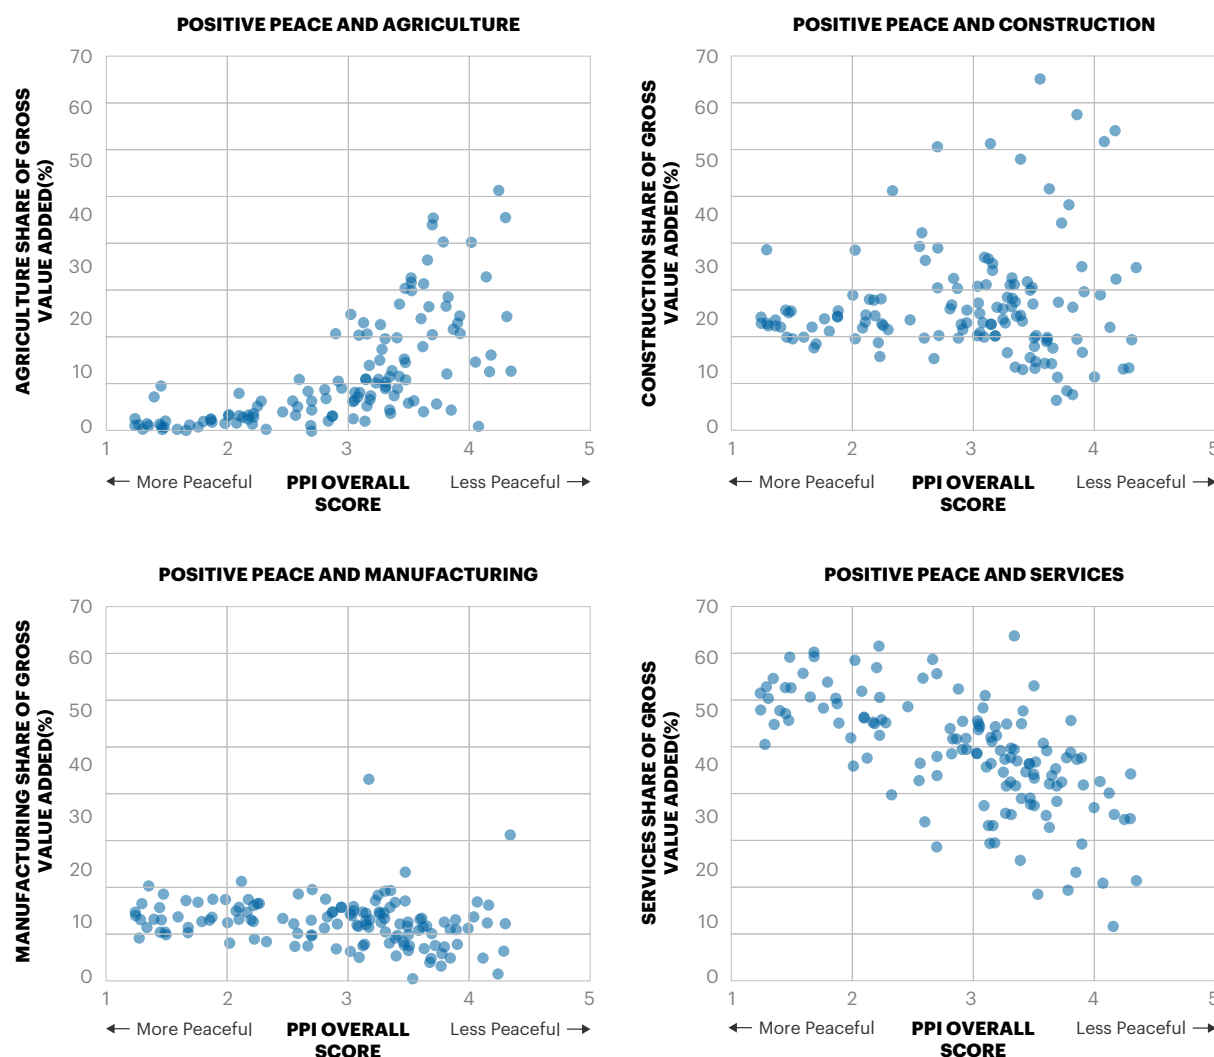 POSITIVE PEACE AND AGRICULTURE
AGRICULTURE SHARE OF GROSS
VALUE ADDED(%)
70
60
50
40
30
20
10
0
1 2 3 4 5
← More Peaceful PPI OVERALL Less Peaceful →
SCORE
POSITIVE PEACE AND CONSTRUCTION
CONSTRUCTION SHARE OF GROSS
VALUE ADDED(%)
70
60
50
40
30
20
10
0
1 2 3 4 5
← More Peaceful PPI OVERALL Less Peaceful →
SCORE
POSITIVE PEACE AND MANUFACTURING
MANUFACTURING SHARE OF GROSS
VALUE ADDED(%)
70
60
50
40
30
20
10
0
1 2 3 4 5
← More Peaceful PPI OVERALL Less Peaceful →
SCORE
POSITIVE PEACE AND SERVICES
SERVICES SHARE OF GROSS
VALUE ADDED(%)
70
60
50
40
30
20
10
0
1 2 3 4 5
← More Peaceful PPI OVERALL Less Peaceful →
SCORE